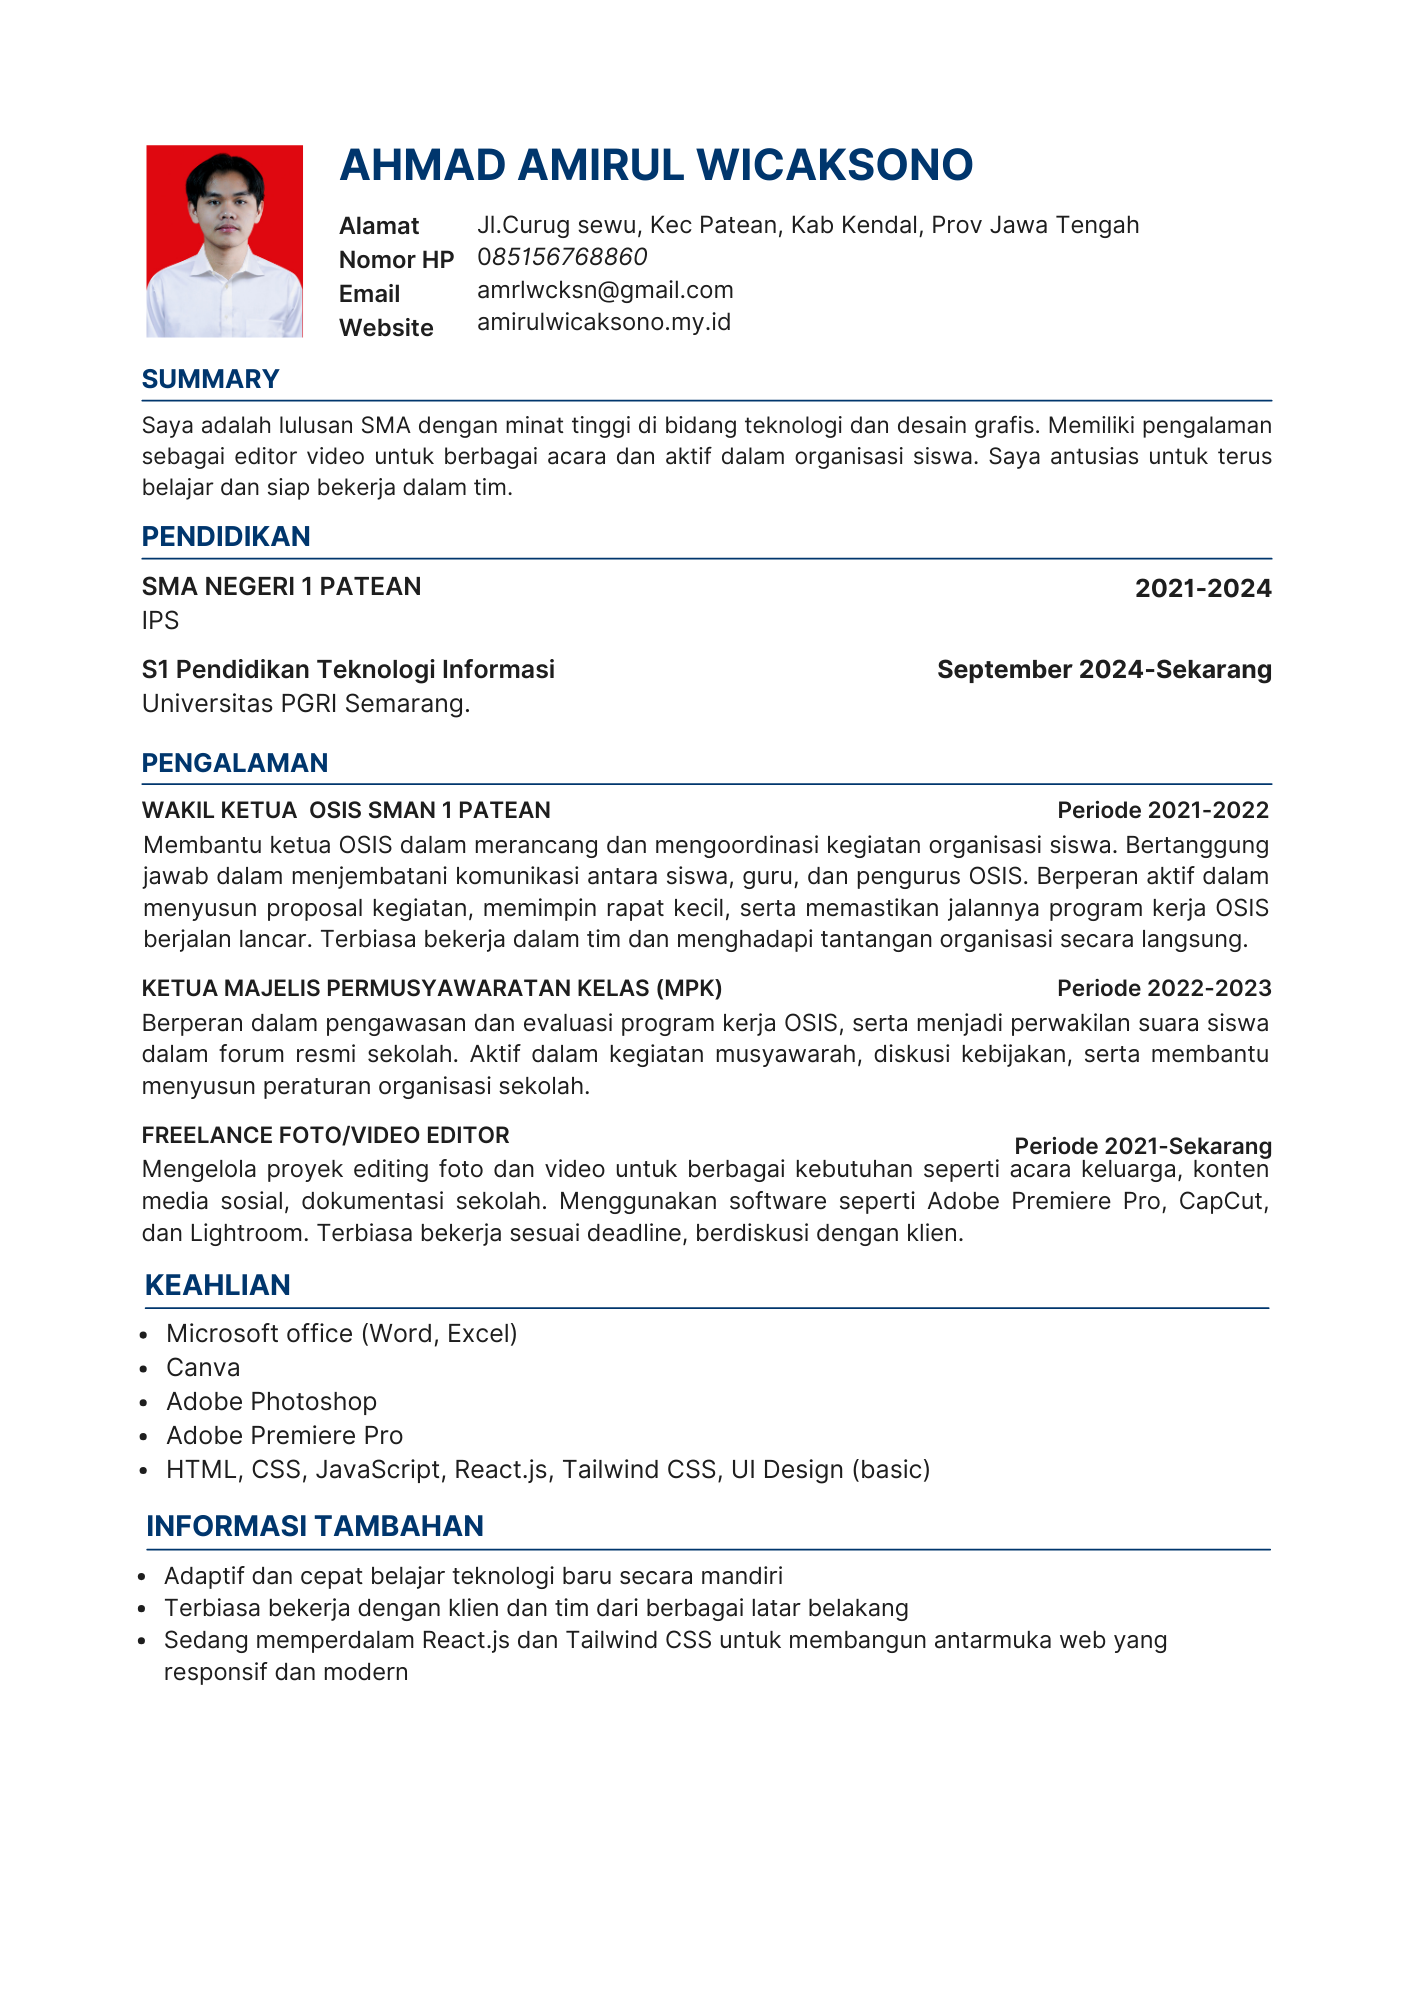 AHMAD AMIRUL WICAKSONO
Alamat Jl.Curug sewu, Kec Patean, Kab Kendal, Prov Jawa Tengah
Nomor HP 085156768860
Email amrlwcksn@gmail.com
Website amirulwicaksono.my.id
SUMMARY
Saya adalah lulusan SMA dengan minat tinggi di bidang teknologi dan desain grafis. Memiliki pengalaman
sebagai editor video untuk berbagai acara dan aktif dalam organisasi siswa. Saya antusias untuk terus
belajar dan siap bekerja dalam tim.
PENDIDIKAN
SMA NEGERI 1 PATEAN 2021-2024
IPS
S1 Pendidikan Teknologi Informasi September 2024-Sekarang
Universitas PGRI Semarang.
PENGALAMAN
WAKIL KETUA  OSIS SMAN 1 PATEAN Periode 2021-2022
Membantu ketua OSIS dalam merancang dan mengoordinasi kegiatan organisasi siswa. Bertanggung
jawab dalam menjembatani komunikasi antara siswa, guru, dan pengurus OSIS. Berperan aktif dalam
menyusun proposal kegiatan, memimpin rapat kecil, serta memastikan jalannya program kerja OSIS
berjalan lancar. Terbiasa bekerja dalam tim dan menghadapi tantangan organisasi secara langsung.
KETUA MAJELIS PERMUSYAWARATAN KELAS (MPK) Periode 2022-2023
Berperan dalam pengawasan dan evaluasi program kerja OSIS, serta menjadi perwakilan suara siswa
dalam forum resmi sekolah. Aktif dalam kegiatan musyawarah, diskusi kebijakan, serta membantu
menyusun peraturan organisasi sekolah.
FREELANCE FOTO/VIDEO EDITOR Periode 2021-Sekarang
Mengelola proyek editing foto dan video untuk berbagai kebutuhan seperti acara keluarga, konten
media sosial, dokumentasi sekolah. Menggunakan software seperti Adobe Premiere Pro, CapCut,
dan Lightroom. Terbiasa bekerja sesuai deadline, berdiskusi dengan klien.
KEAHLIAN
• Microsoft office (Word, Excel)
• Canva
• Adobe Photoshop
• Adobe Premiere Pro
• HTML, CSS, JavaScript, React.js, Tailwind CSS, UI Design (basic)
INFORMASI TAMBAHAN
• Adaptif dan cepat belajar teknologi baru secara mandiri
• Terbiasa bekerja dengan klien dan tim dari berbagai latar belakang
• Sedang memperdalam React.js dan Tailwind CSS untuk membangun antarmuka web yang
responsif dan modern